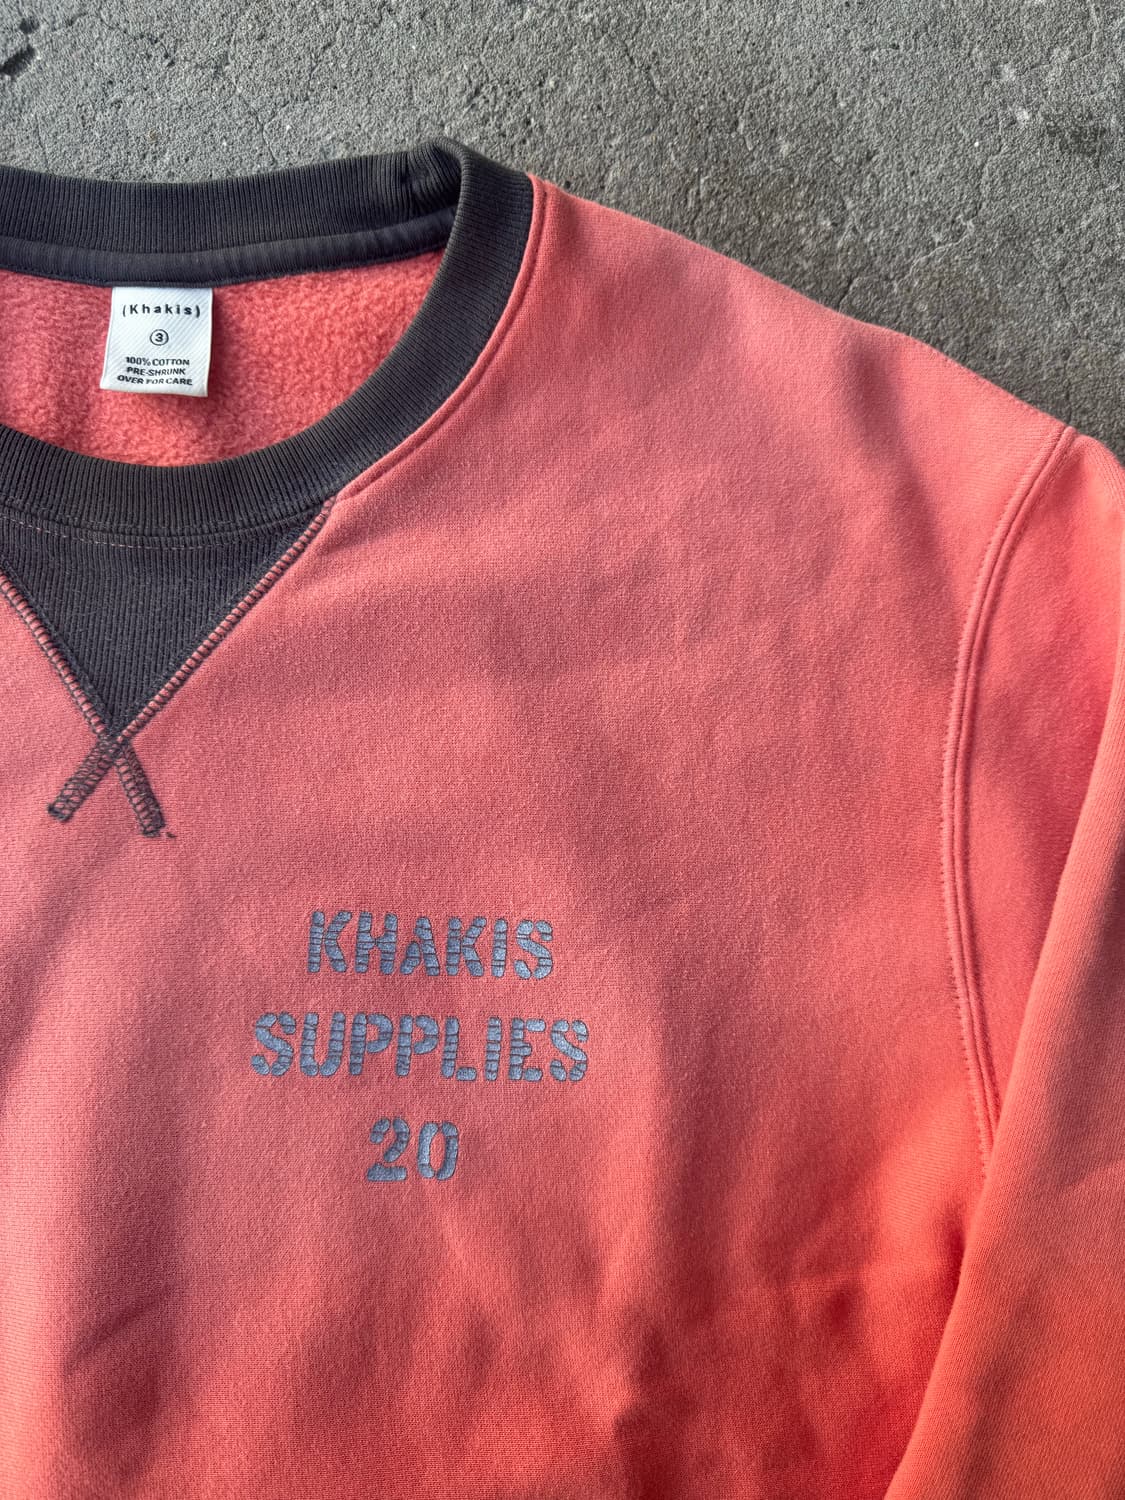 (Khakis)
3
100% COTTON
PRE-SHRUNK
OVER FOR CARE
KHAKIS
SUPPLIES
20